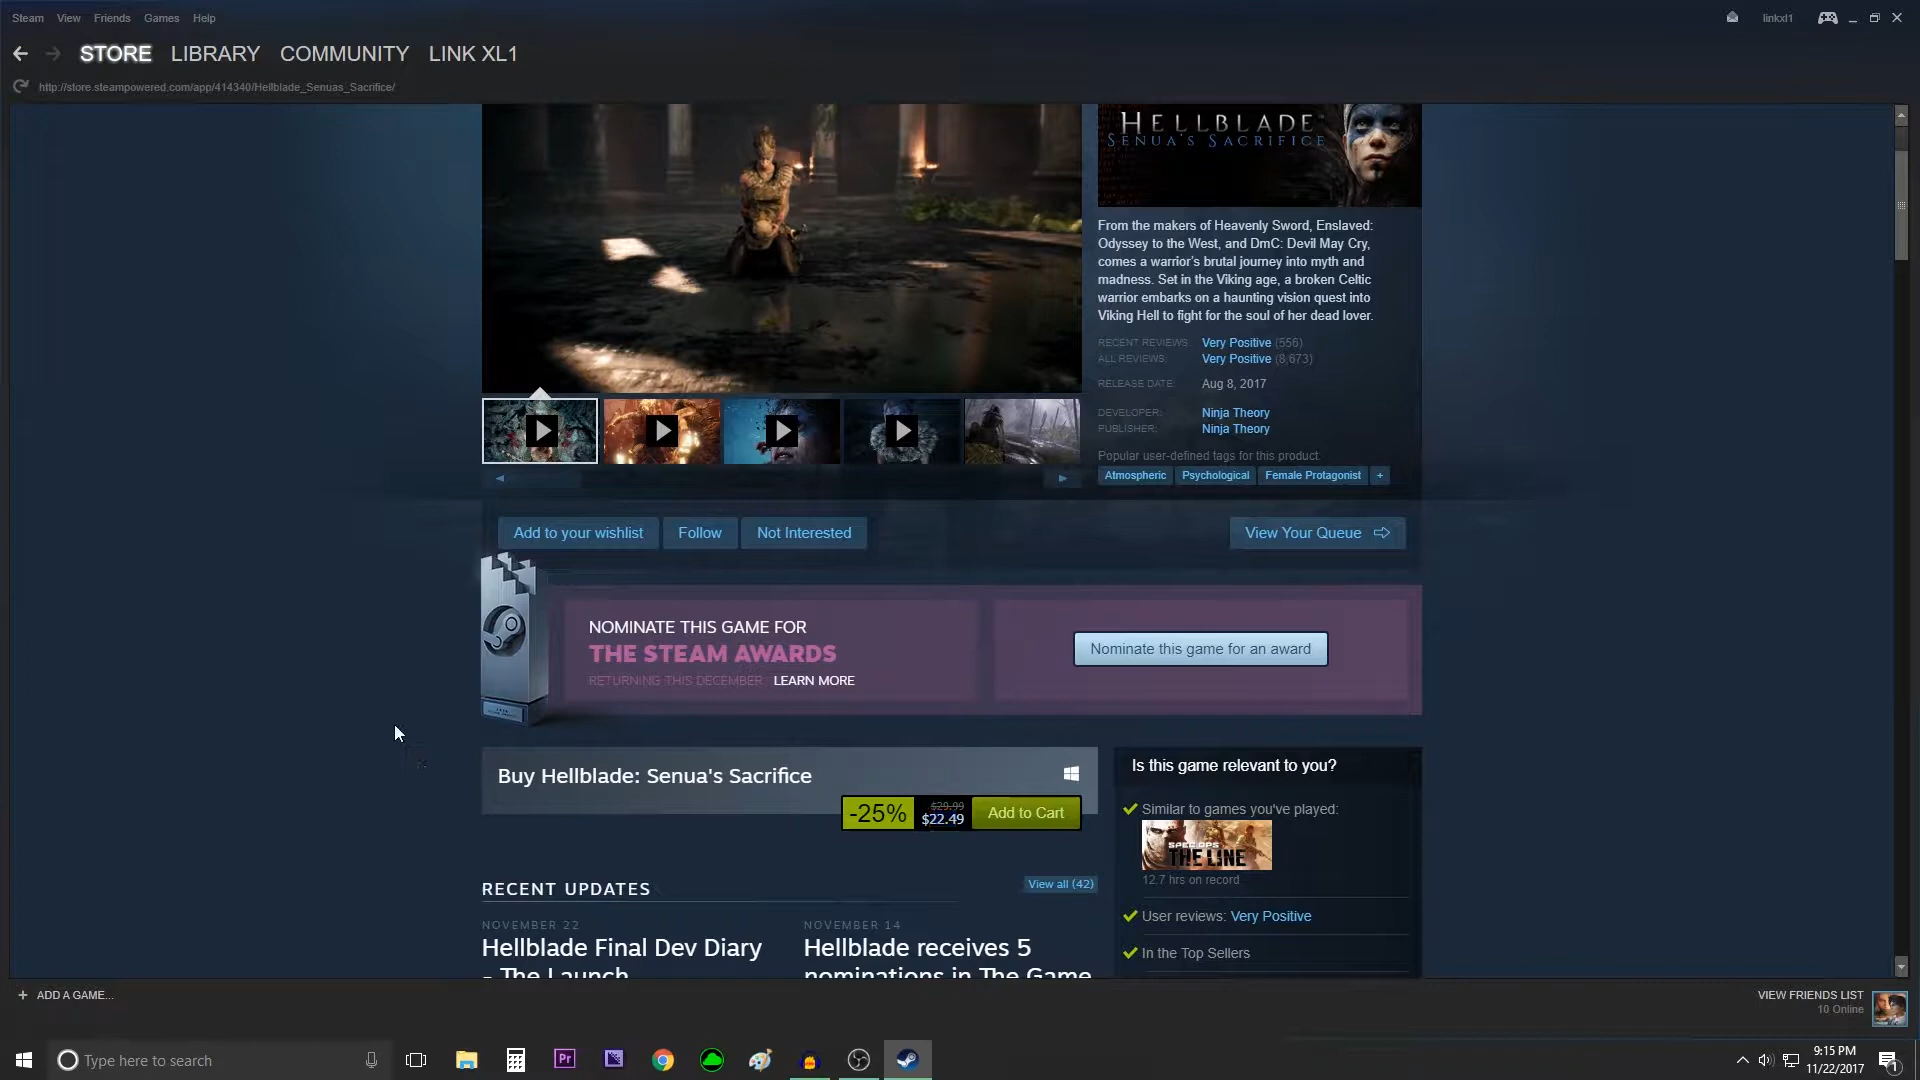 Steam View Friends Games Help
linkxl1
STORE LIBRARY COMMUNITY LINK XL1
http://store.steampowered.com/app/414340/Hellblade_Senuas_Sacrifice/
HELLBLADE
SENUA'S SACRIFICE
From the makers of Heavenly Sword, Enslaved:
Odyssey to the West, and DmC: Devil May Cry,
comes a warrior's brutal journey into myth and
madness. Set in the Viking age, a broken Celtic
warrior embarks on a haunting vision quest into
Viking Hell to fight for the soul of her dead lover.
RECENT REVIEWS: Very Positive (556)
ALL REVIEWS: Very Positive (8,673)
RELEASE DATE: Aug 8, 2017
DEVELOPER: Ninja Theory
PUBLISHER: Ninja Theory
Popular user-defined tags for this product:
Atmospheric Psychological Female Protagonist +
Add to your wishlist Follow Not Interested View Your Queue
NOMINATE THIS GAME FOR
THE STEAM AWARDS
RETURNING THIS DECEMBER LEARN MORE
Nominate this game for an award
Buy Hellblade: Senua's Sacrifice
-25% $29.99 $22.49 Add to Cart
Is this game relevant to you?
Similar to games you've played:
SPEC OPS
THE LINE
12.7 hrs on record
User reviews: Very Positive
In the Top Sellers
RECENT UPDATES View all (42)
NOVEMBER 22
Hellblade Final Dev Diary
- The Launch
NOVEMBER 14
Hellblade receives 5
nominations in The Game
+ ADD A GAME...
VIEW FRIENDS LIST
10 Online
Type here to search
Pr
9:15 PM
11/22/2017
1